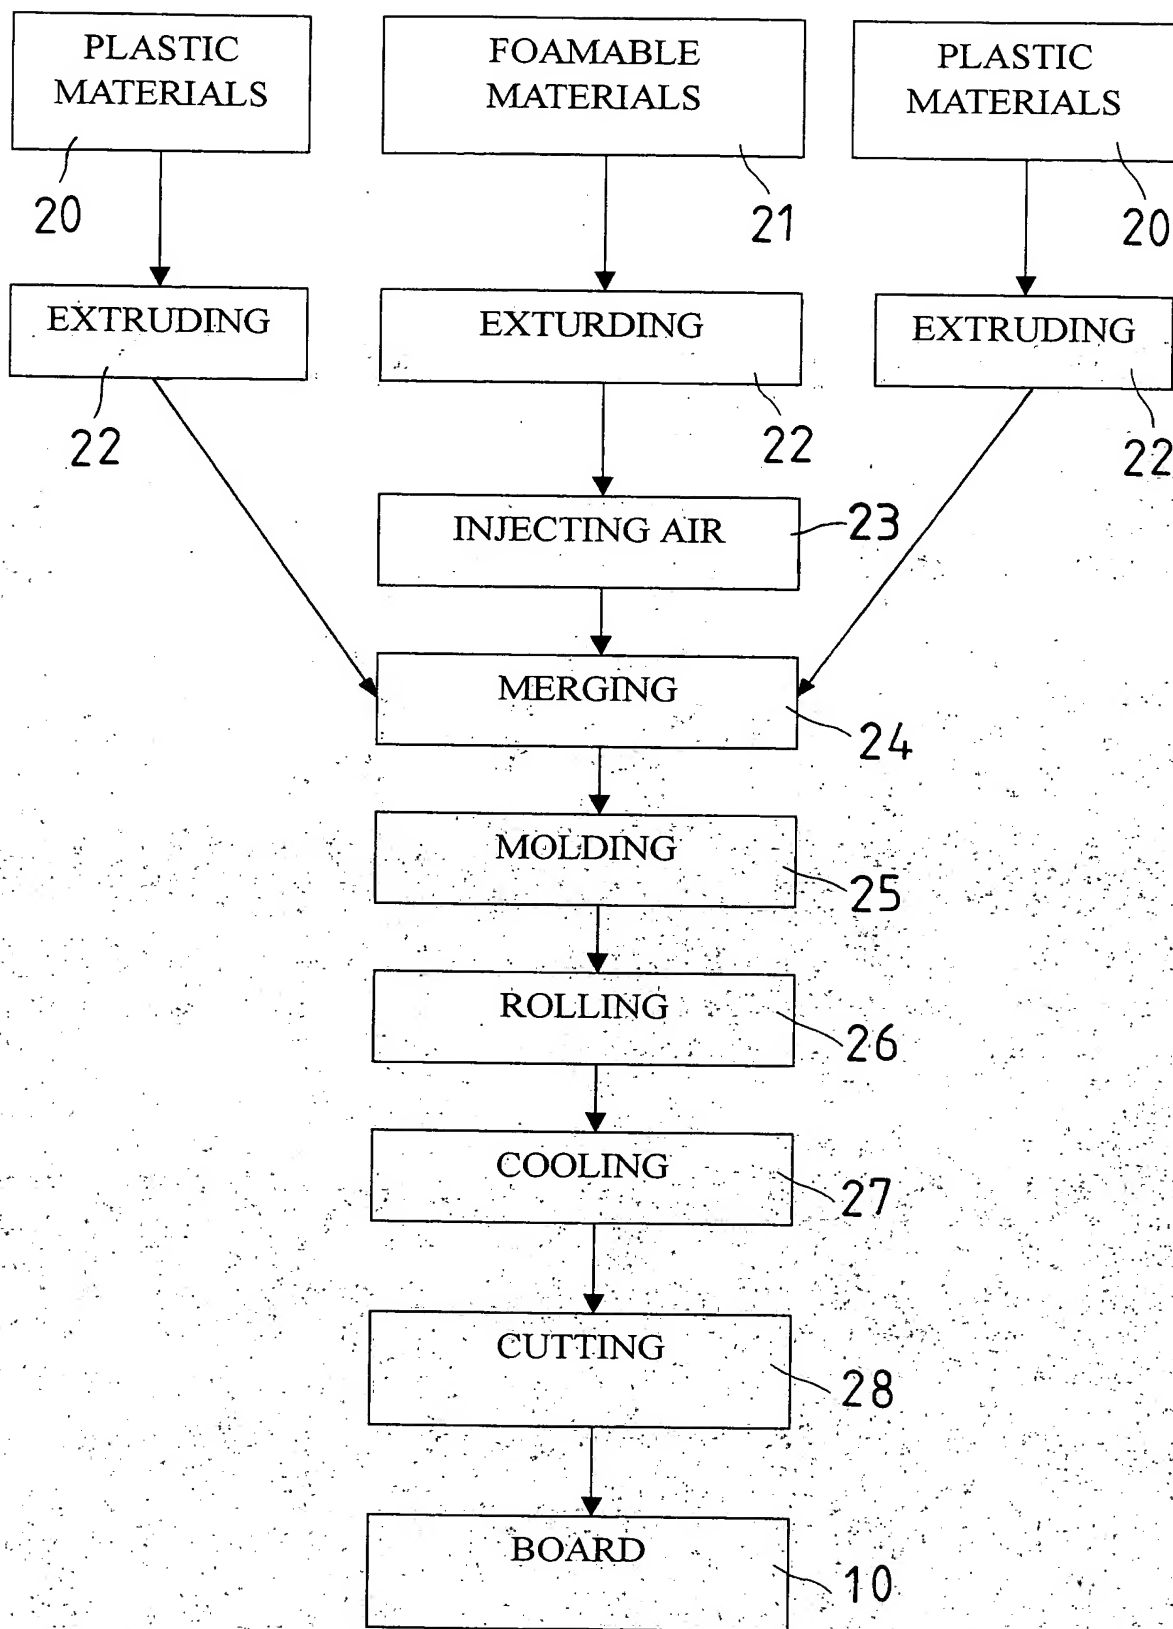 PLASTIC
MATERIALS
20
FOAMABLE
MATERIALS
21
PLASTIC
MATERIALS
20
EXTRUDING
22
EXTURDING
22
EXTRUDING
22
INJECTING AIR
23
MERGING
24
MOLDING
25
ROLLING
26
COOLING
27
CUTTING
28
BOARD
10